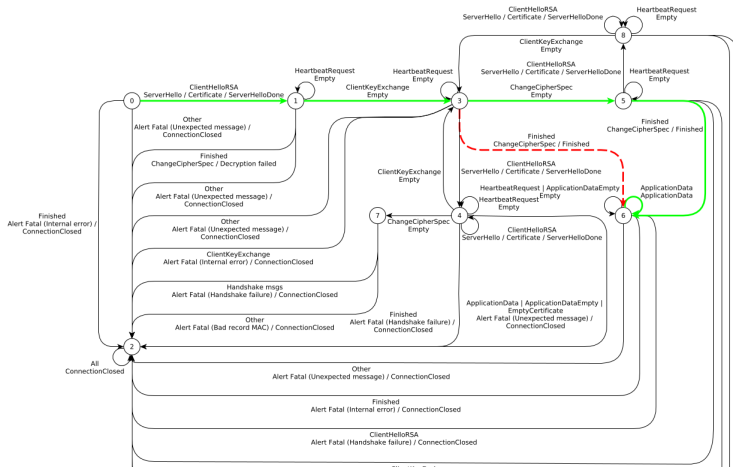 ClientHelloRSA
ServerHello / Certificate / ServerHelloDone
HeartbeatRequest
Empty
8
ClientKeyExchange
Empty
ClientHelloRSA
ServerHello / Certificate / ServerHelloDone
HeartbeatRequest
Empty
ClientKeyExchange
Empty
HeartbeatRequest
Empty
ClientHelloRSA
ServerHello / Certificate / ServerHelloDone
ChangeCipherSpec
Empty
HeartbeatRequest
Empty
0
1
3
5
Other
Alert Fatal (Unexpected message) /
ConnectionClosed
Finished
ChangeCipherSpec / Decryption failed
Other
Alert Fatal (Unexpected message) /
ConnectionClosed
Finished
ChangeCipherSpec / Finished
Finished
ChangeCipherSpec / Finished
ClientKeyExchange
Empty
ClientHelloRSA
ServerHello / Certificate / ServerHelloDone
HeartbeatRequest | ApplicationDataEmpty
Empty
HeartbeatRequest
Empty
ApplicationData
ApplicationData
7
4
6
ChangeCipherSpec
Empty
ClientHelloRSA
ServerHello / Certificate / ServerHelloDone
Finished
Alert Fatal (Internal error) /
ConnectionClosed
Other
Alert Fatal (Unexpected message) /
ConnectionClosed
ClientKeyExchange
Alert Fatal (Internal error) / ConnectionClosed
Handshake msgs
Alert Fatal (Handshake failure) / ConnectionClosed
Other
Alert Fatal (Bad record MAC) / ConnectionClosed
Finished
Alert Fatal (Handshake failure) /
ConnectionClosed
ApplicationData | ApplicationDataEmpty |
EmptyCertificate
Alert Fatal (Unexpected message) /
ConnectionClosed
2
All
ConnectionClosed
Other
Alert Fatal (Unexpected message) / ConnectionClosed
Finished
Alert Fatal (Internal error) / ConnectionClosed
ClientHelloRSA
Alert Fatal (Handshake failure) / ConnectionClosed